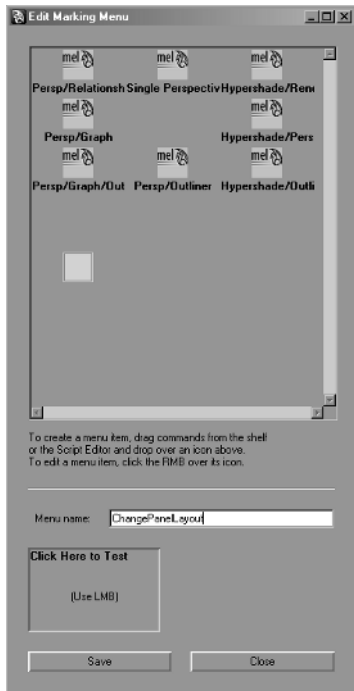 Edit Marking Menu
mel mel mel
Persp/Relationsh Single Perspectiv Hypershade/Rene
mel mel
Persp/Graph Hypershade/Pers
mel mel mel
Persp/Graph/Out Persp/Outliner Hypershade/Outli
To create a menu item, drag commands from the shelf
or the Script Editor and drop over an icon above.
To edit a menu item, click the RMB over its icon.
Menu name: ChangePanelLayout
Click Here to Test
(Use LMB)
Save Close